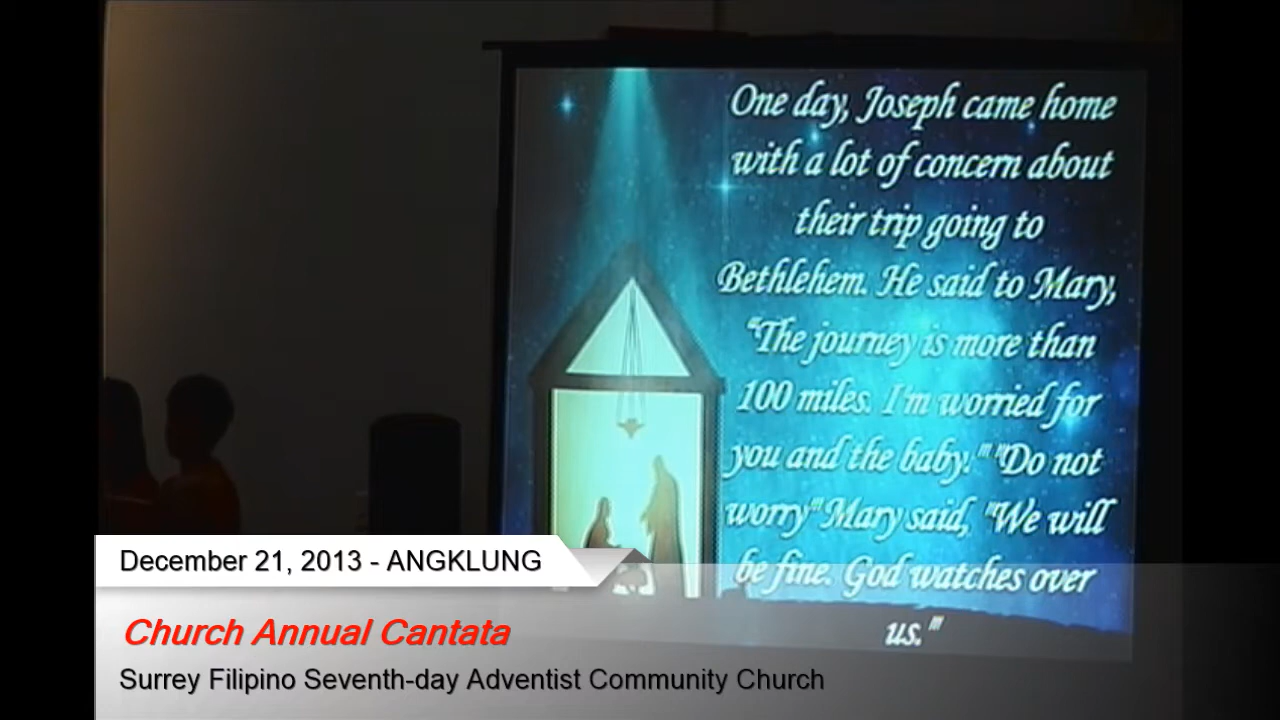 One day, Joseph came home
with a lot of concern about
their trip going to
Bethlehem. He said to Mary,
"The journey is more than
100 miles. I'm worried for
you and the baby." "Do not
worry" Mary said, "We will
be fine. God watches over
us."
December 21, 2013 - ANGKLUNG
Church Annual Cantata
Surrey Filipino Seventh-day Adventist Community Church